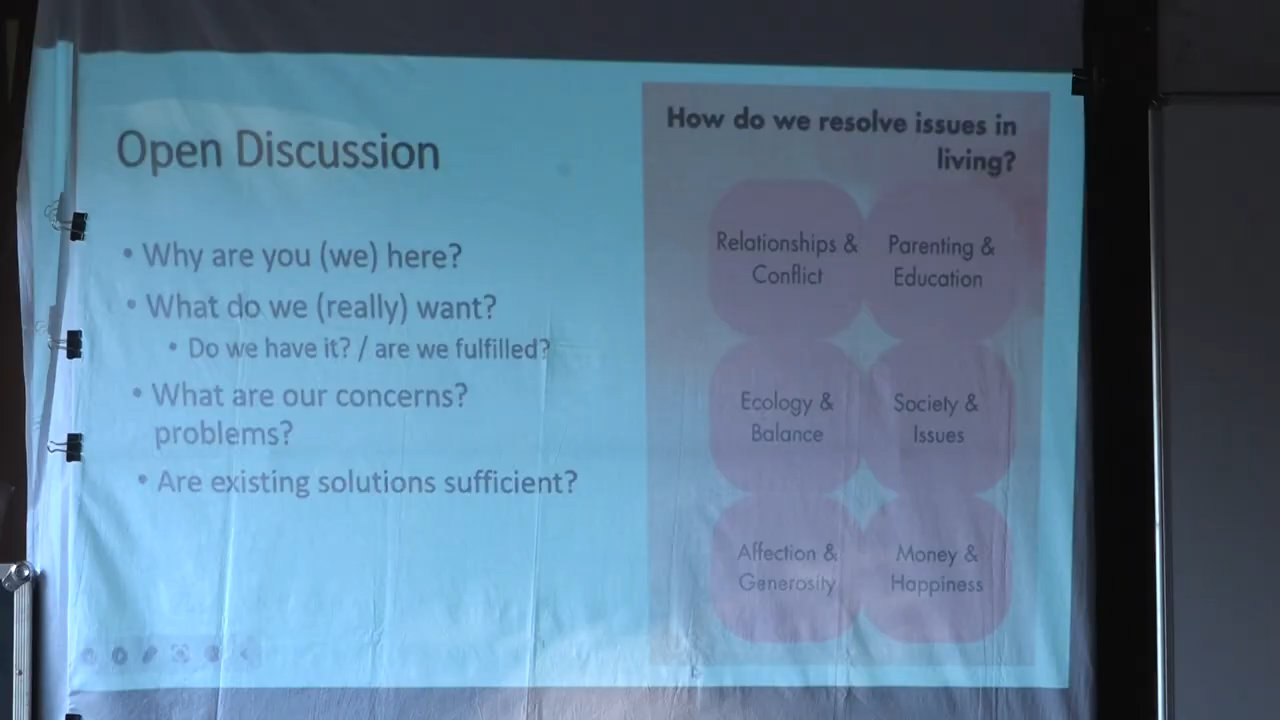 Open Discussion
• Why are you (we) here?
• What do we (really) want?
• Do we have it? / are we fulfilled?
• What are our concerns?
problems?
• Are existing solutions sufficient?
How do we resolve issues in
living?
Relationships &
Conflict
Parenting &
Education
Ecology &
Balance
Society &
Issues
Affection &
Generosity
Money &
Happiness